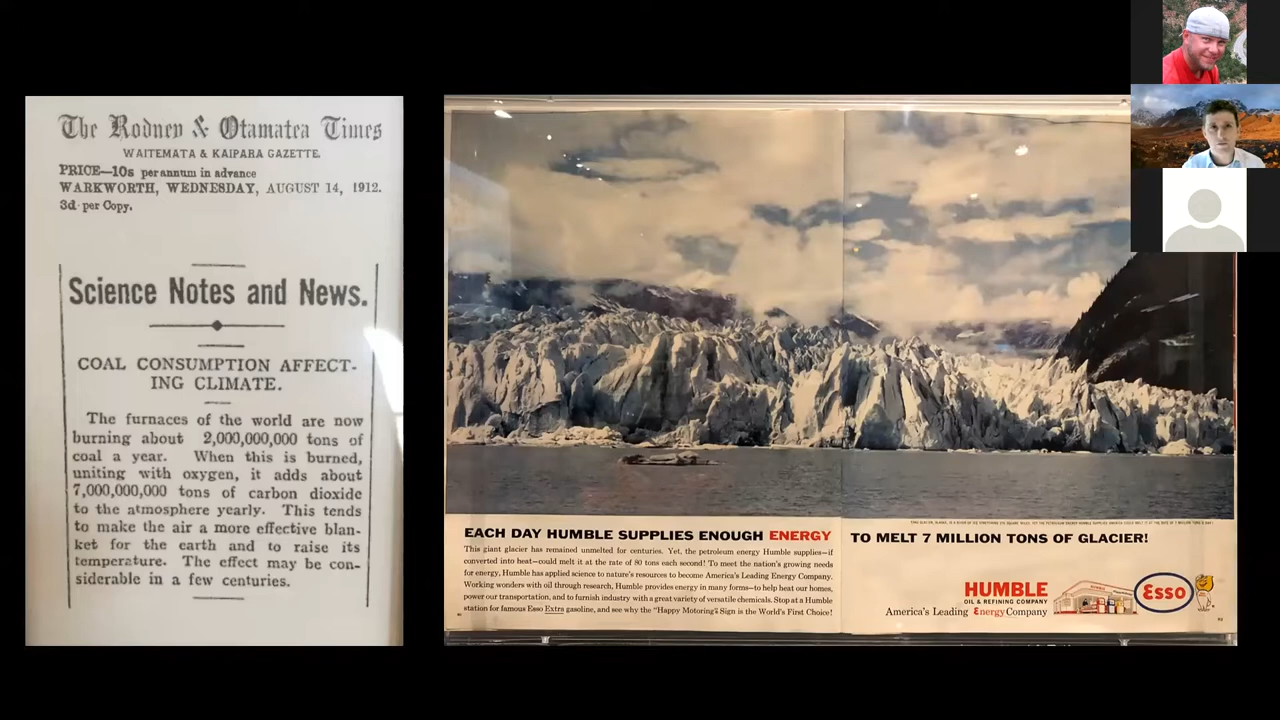 The Rodney & Otamatea Times
WAITEMATA & KAIPARA GAZETTE.
PRICE—10s per annum in advance
WARKWORTH, WEDNESDAY, AUGUST 14, 1912.
3d per Copy.
Science Notes and News.
COAL CONSUMPTION AFFECT-
ING CLIMATE.
The furnaces of the world are now
burning about 2,000,000,000 tons of
coal a year. When this is burned,
uniting with oxygen, it adds about
7,000,000,000 tons of carbon dioxide
to the atmosphere yearly. This tends
to make the air a more effective blan-
ket for the earth and to raise its
temperature. The effect may be con-
siderable in a few centuries.
EACH DAY HUMBLE SUPPLIES ENOUGH ENERGY
This giant glacier has remained unmelted for centuries. Yet, the petroleum energy Humble supplies—if
converted into heat—could melt it at the rate of 80 tons each second! To meet the nation's growing needs
for energy, Humble has applied science to nature's resources to become America's Leading Energy Company.
Working wonders with oil through research, Humble provides energy in many forms—to help heat our homes,
power our transportation, and to furnish industry with a great variety of versatile chemicals. Stop at a Humble
station for famous Esso Extra gasoline, and see why the "Happy Motoring" Sign is the World's First Choice!
TO MELT 7 MILLION TONS OF GLACIER!
HUMBLE
OIL & REFINING COMPANY
America's Leading Energy Company
Esso